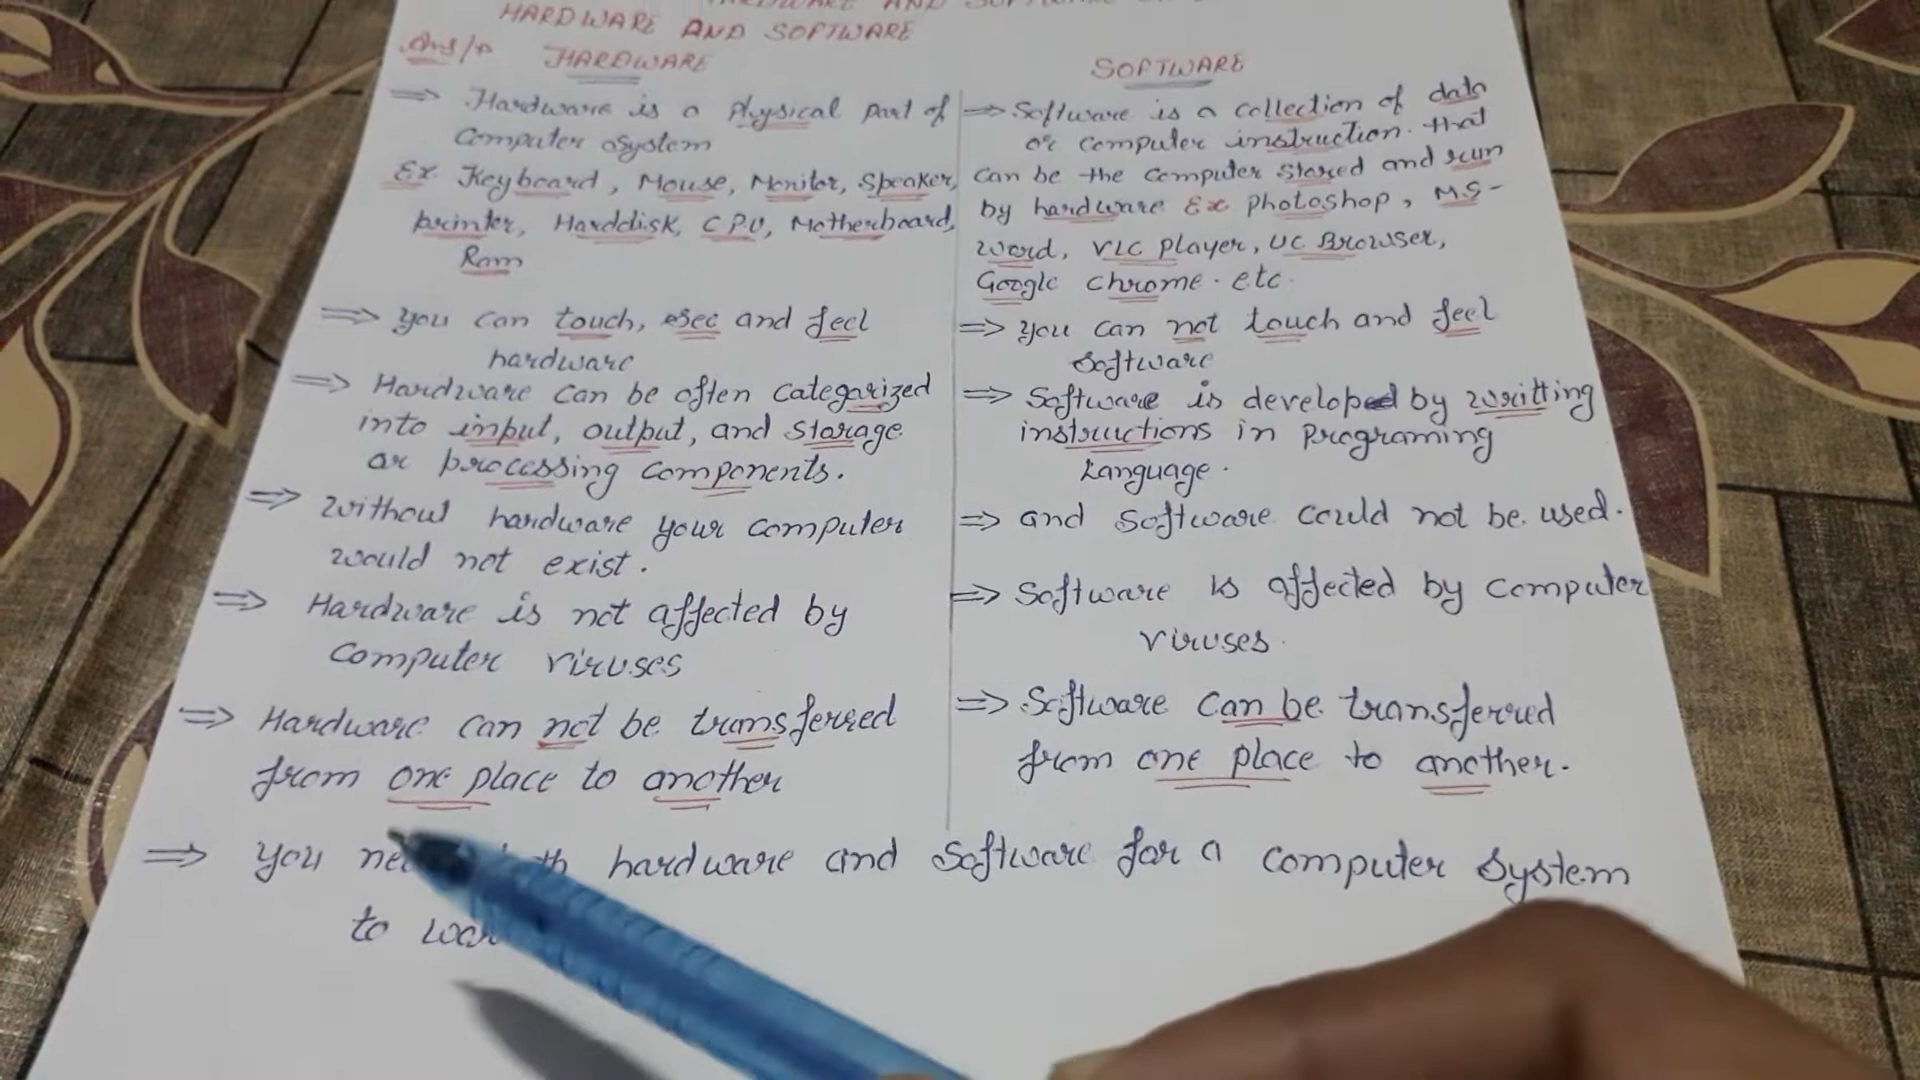 HARDWARE AND SOFTWARE
HARDWARE AND SOFTWARE
Ans/n
HARDWARE
⇒ Hardware is a Physical Part of
Computer System
Ex Keyboard, Mouse, Monitor, Speaker,
printer, Harddisk, CPU, Motherboard,
Ram
⇒ You can touch, see and feel
hardware
⇒ Hardware can be often Categarized
into input, output, and starage
or processing components.
⇒ Without hardware your computer
would not exist.
⇒ Hardware is not affected by
Computer viruses
⇒ Hardware can not be transferred
from one place to another
SOFTWARE
⇒ Software is a collection of data
or computer instruction. that
can be the computer stared and run
by hardware Ex Photoshop, MS-
word, VLC Player, UC Browser,
Google Chrome. etc.
⇒ You can not touch and feel
Software
⇒ Software is developed by writting
instructions in Programing
Language.
⇒ and Software could not be used.
⇒ Software is affected by Computer
viruses.
⇒ Software can be transferred
from one place to another.
⇒ You hardware and Software for a Computer System
to